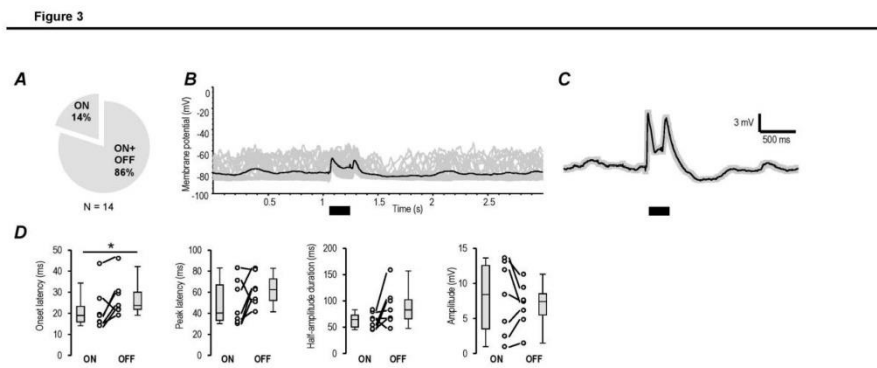 Figure 3
A
ON
14%
ON+
OFF
86%
N = 14
B
Membrane potential (mV)
0
-20
-40
-60
-80
-100
0.5
1
Time (s)
2
2.5
C
3 mV
500 ms
D
Onset latency (ms)
50
40
30
20
10
0
*
ON
OFF
Peak latency (ms)
100
80
60
40
20
0
ON
OFF
Half-amplitude duration (ms)
200
150
100
50
0
ON
OFF
Amplitude (mV)
15
10
5
0
ON
OFF